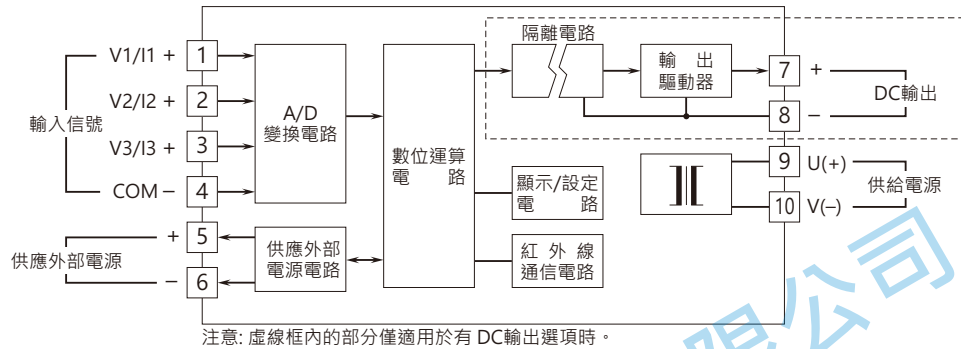 V1/I1 + 1
V2/I2 + 2
V3/I3 + 3
COM − 4
輸入信號
+ 5
− 6
供應外部電源
A/D
變換電路
供應外部
電源電路
數位運算
電 路
隔離電路
輸 出
驅動器
顯示/設定
電 路
紅 外 線
通信電路
7 +
8 −
DC輸出
9 U(+)
10 V(–)
供給電源
注意: 虛線框內的部分僅適用於有 DC輸出選項時。
限公司